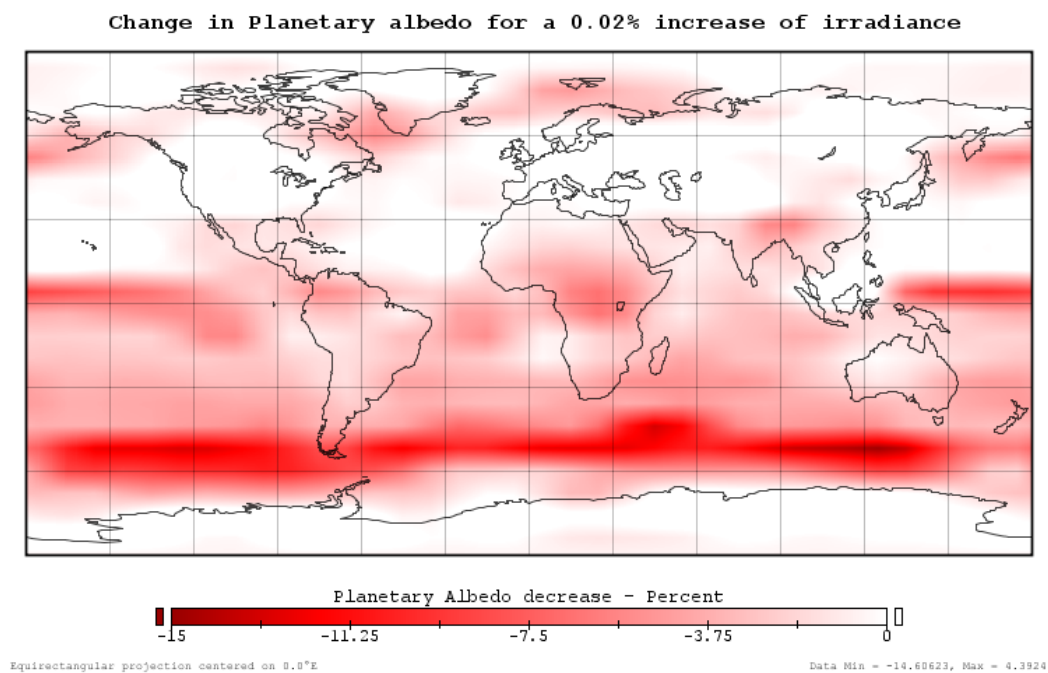 Change in Planetary albedo for a 0.02% increase of irradiance
Planetary Albedo decrease - Percent
-15 -11.25 -7.5 -3.75 0
Equirectangular projection centered on 0.0°E
Data Min = -14.60623, Max = 4.3924